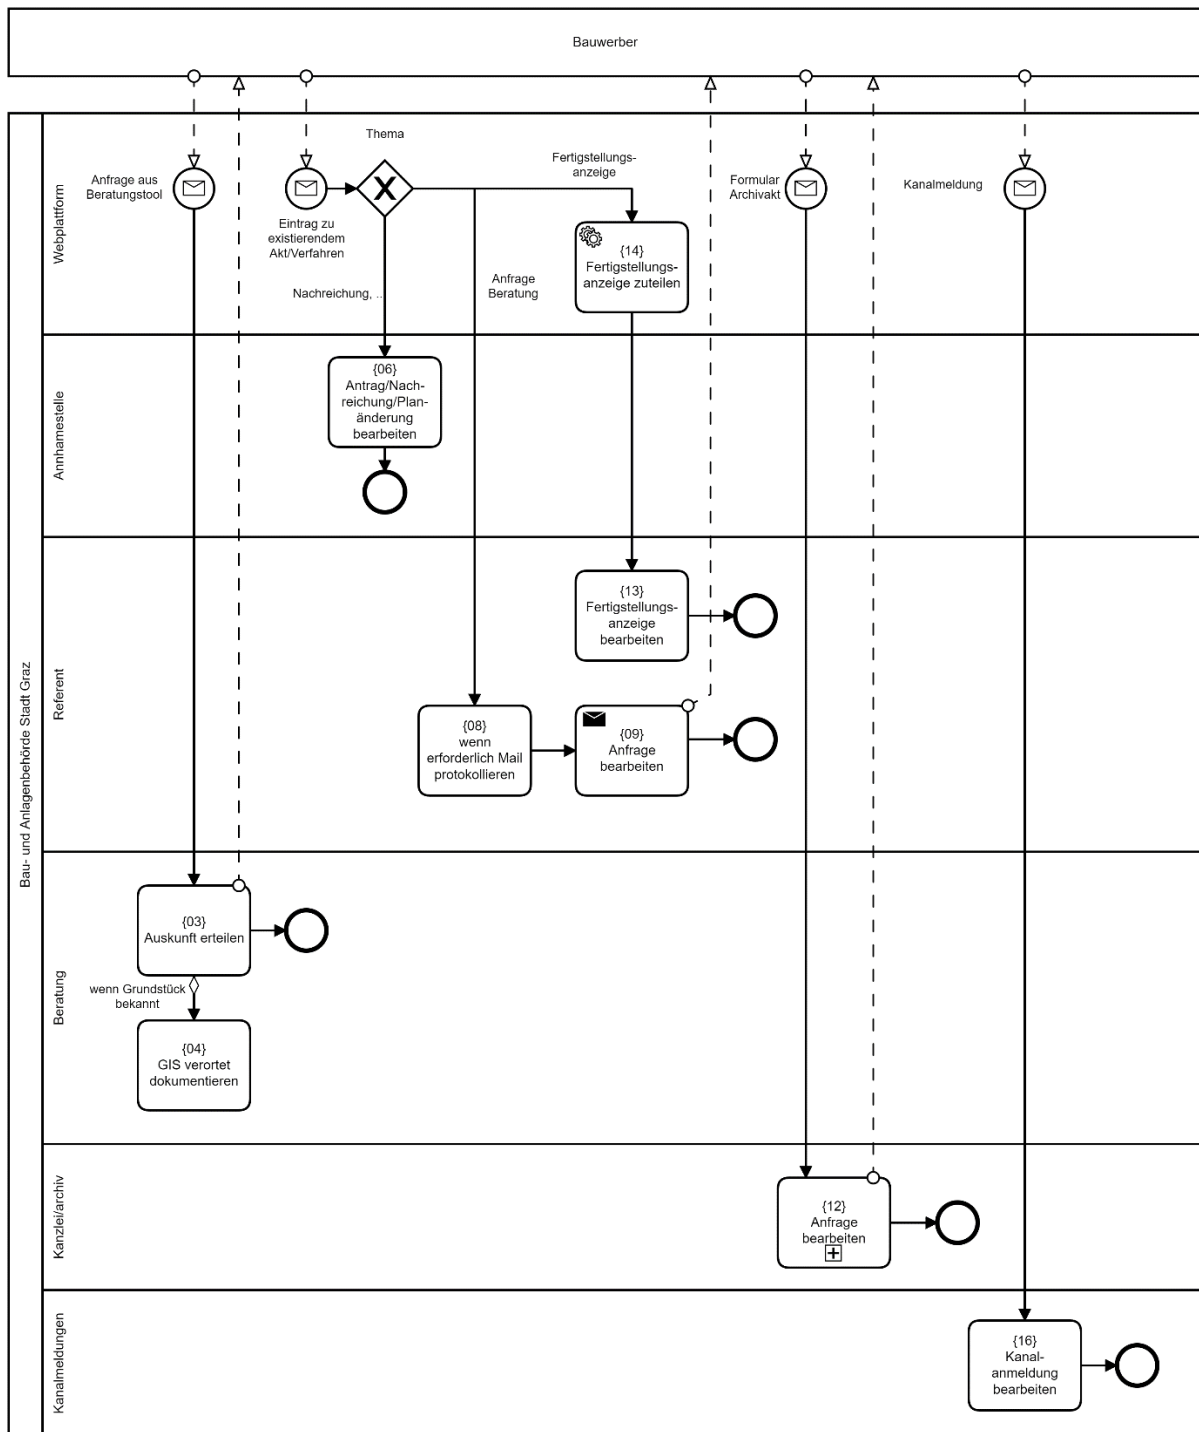 Bauwerber
Bau- und Anlagenbehörde Stadt Graz
Webplattform
Anfrage aus
Beratungstool
Eintrag zu
existierendem
Akt/Verfahren
Thema
Nachreichung, ..
Anfrage
Beratung
Fertigstellungs-
anzeige
{14}
Fertigstellungs-
anzeige zuteilen
Formular
Archivakt
Kanalmeldung
Annhamestelle
{06}
Antrag/Nach-
reichung/Plan-
änderung
bearbeiten
Referent
{13}
Fertigstellungs-
anzeige
bearbeiten
{08}
wenn
erforderlich Mail
protokollieren
{09}
Anfrage
bearbeiten
Beratung
{03}
Auskunft erteilen
wenn Grundstück
bekannt
{04}
GIS verortet
dokumentieren
Kanzlei/archiv
{12}
Anfrage
bearbeiten
Kanalmeldungen
{16}
Kanal-
anmeldung
bearbeiten